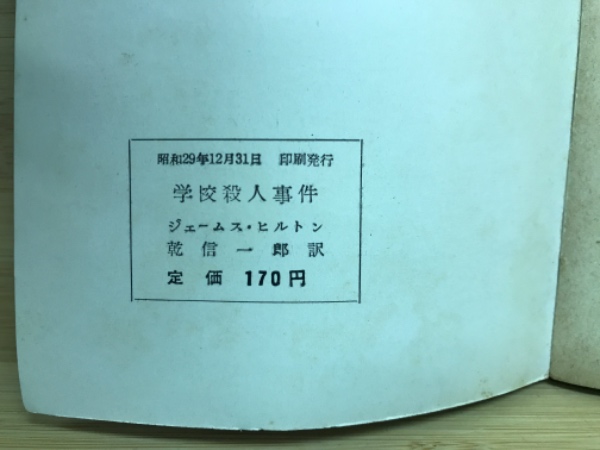 昭和29年12月31日 印刷発行
学校殺人事件
ジェームス・ヒルトン
乾信一郎訳
定価 170円